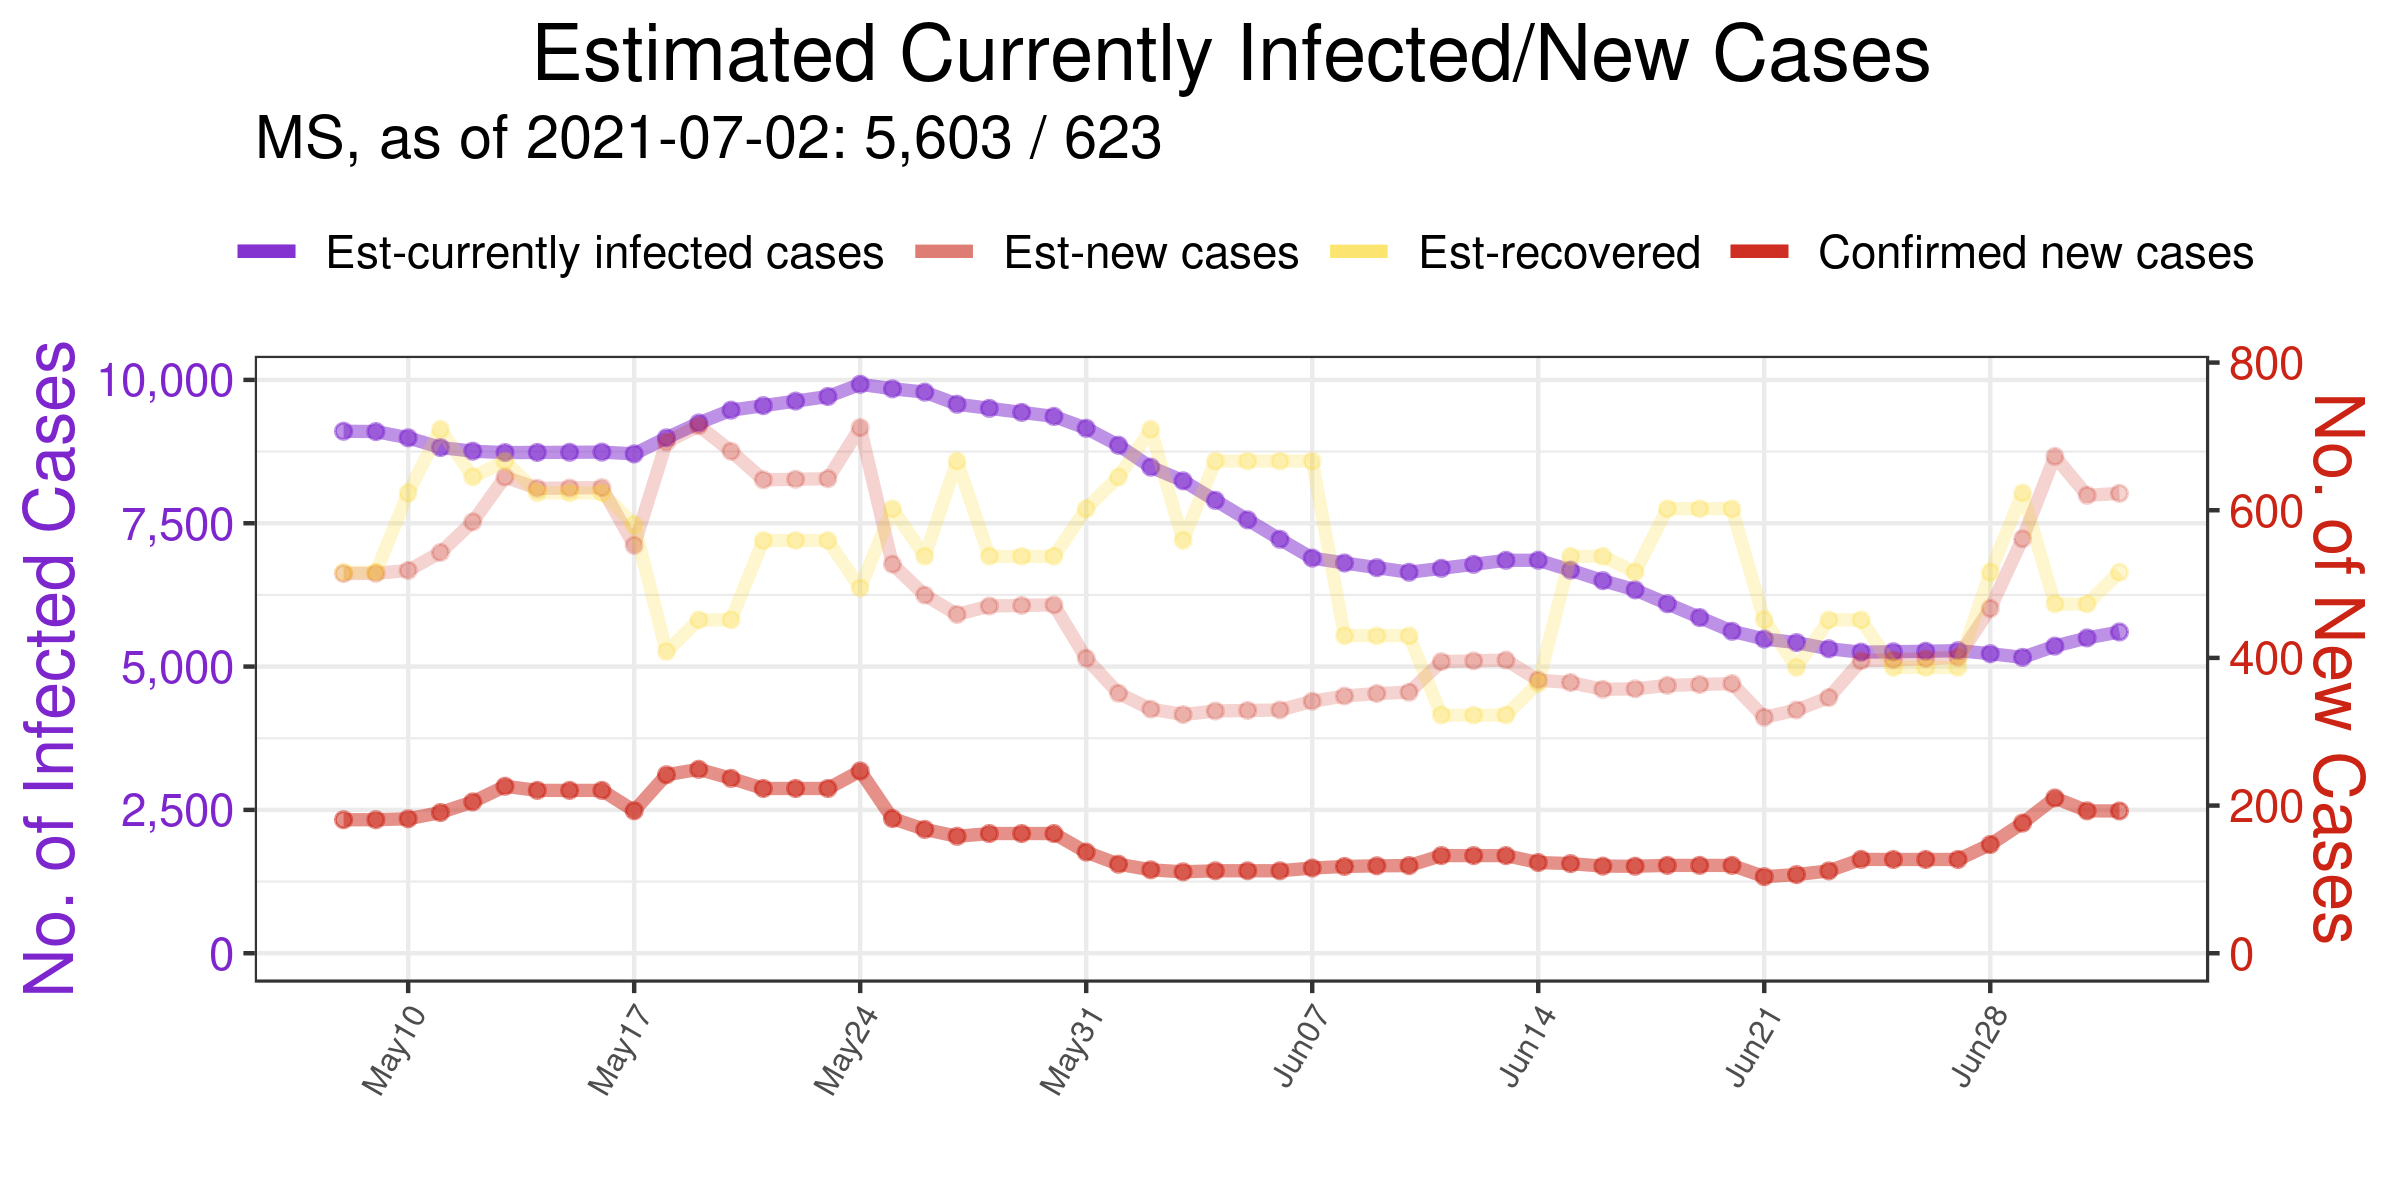 Estimated Currently Infected/New Cases
MS, as of 2021-07-02: 5,603 / 623
Est-currently infected cases Est-new cases Est-recovered Confirmed new cases
No. of Infected Cases
10,000
7,500
5,000
2,500
0
800
600
400
200
0
No. of New Cases
May10 May17 May24 May31 Jun07 Jun14 Jun21 Jun28